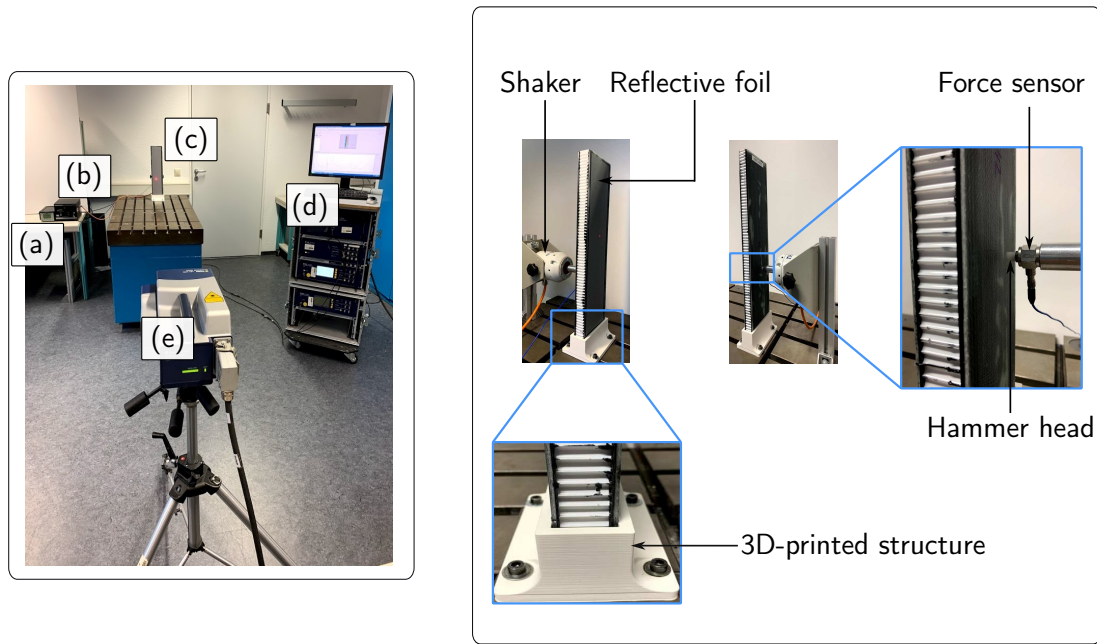 (c)
(b)
(d)
(a)
(e)
Shaker
Reflective foil
Force sensor
Hammer head
3D-printed structure